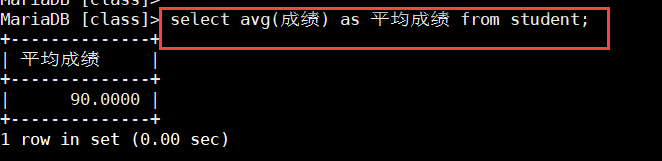 MariaDB [class]>
MariaDB [class]> select avg(成绩) as 平均成绩 from student;
+--------------+
| 平均成绩     |
+--------------+
|      90.0000 |
+--------------+
1 row in set (0.00 sec)